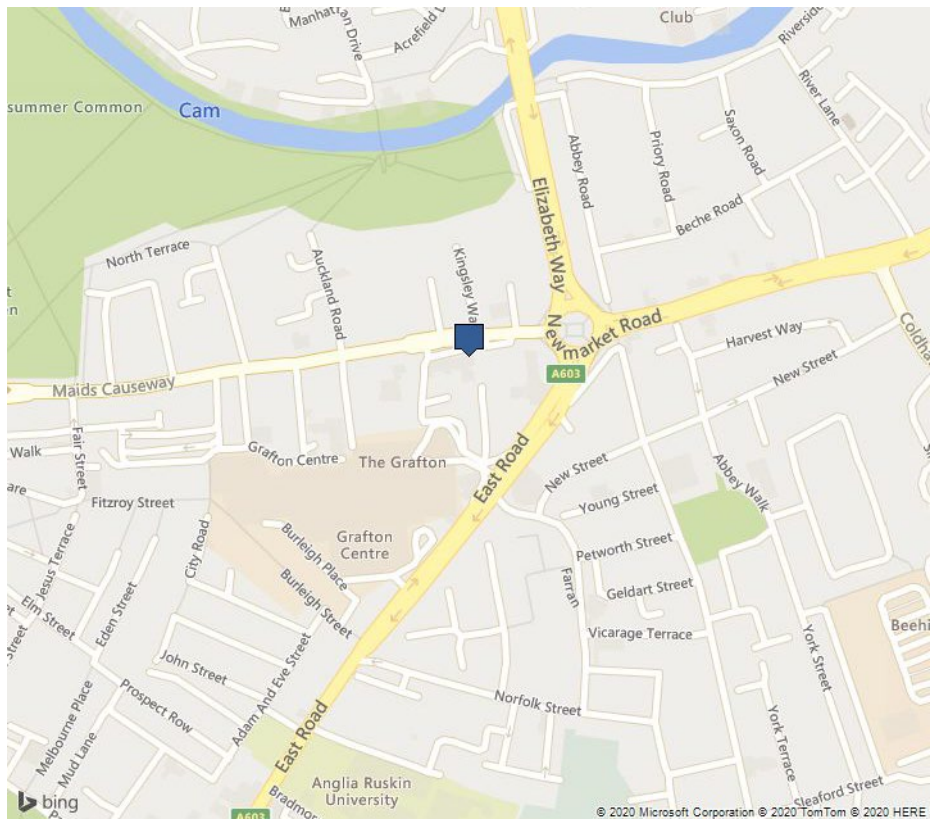 Manhattan
Drive
Acrefield
Club
Riverside
summer Common
Cam
River Lane
Saxon Road
Priory Road
Abbey Road
Elizabeth Way
Beche Road
North Terrace
Auckland Road
Kingsley Wa
Newmarket Road
Harvest Way
Coldha
New Street
Maids Causeway
A603
Walk
Fair Street
Grafton Centre
The Grafton
East Road
New Street
Abbey Walk
are
Fitzroy Street
Young Street
City Road
Burleigh Place
Grafton
Centre
Petworth Street
Jesus Terrace
Eden Street
Burleigh Street
Farran
Geldart Street
Elm Street
Vicarage Terrace
Beehi
John Street
Adam And Eve Street
York Street
Melbourne Place
Prospect Row
Norfolk Street
Mud Lane
East Road
York Terrace
Anglia Ruskin
University
Sleaford Street
bing
A603
Bradmo
© 2020 Microsoft Corporation © 2020 TomTom © 2020 HERE